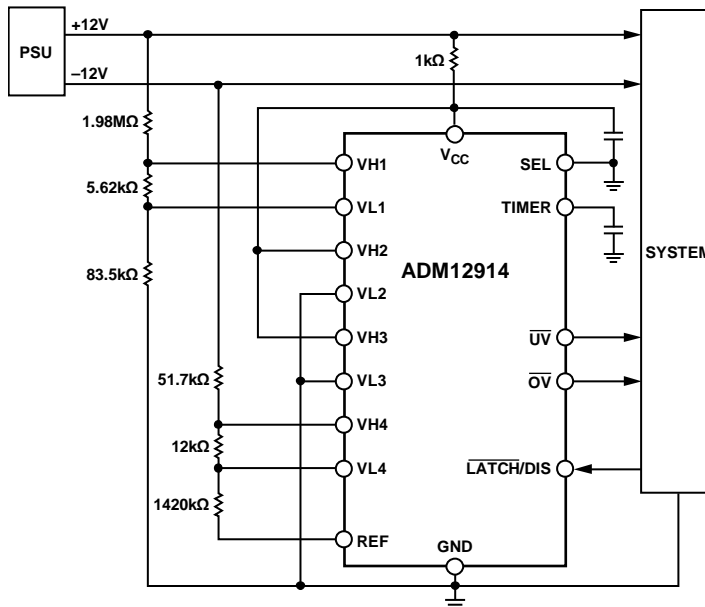 +12V
PSU
–12V
1kΩ
1.98MΩ
VCC
VH1
SEL
5.62kΩ
VL1
TIMER
VH2
SYSTEM
83.5kΩ
ADM12914
VL2
VH3
UV
51.7kΩ
VL3
OV
VH4
12kΩ
VL4
LATCH/DIS
1420kΩ
REF
GND